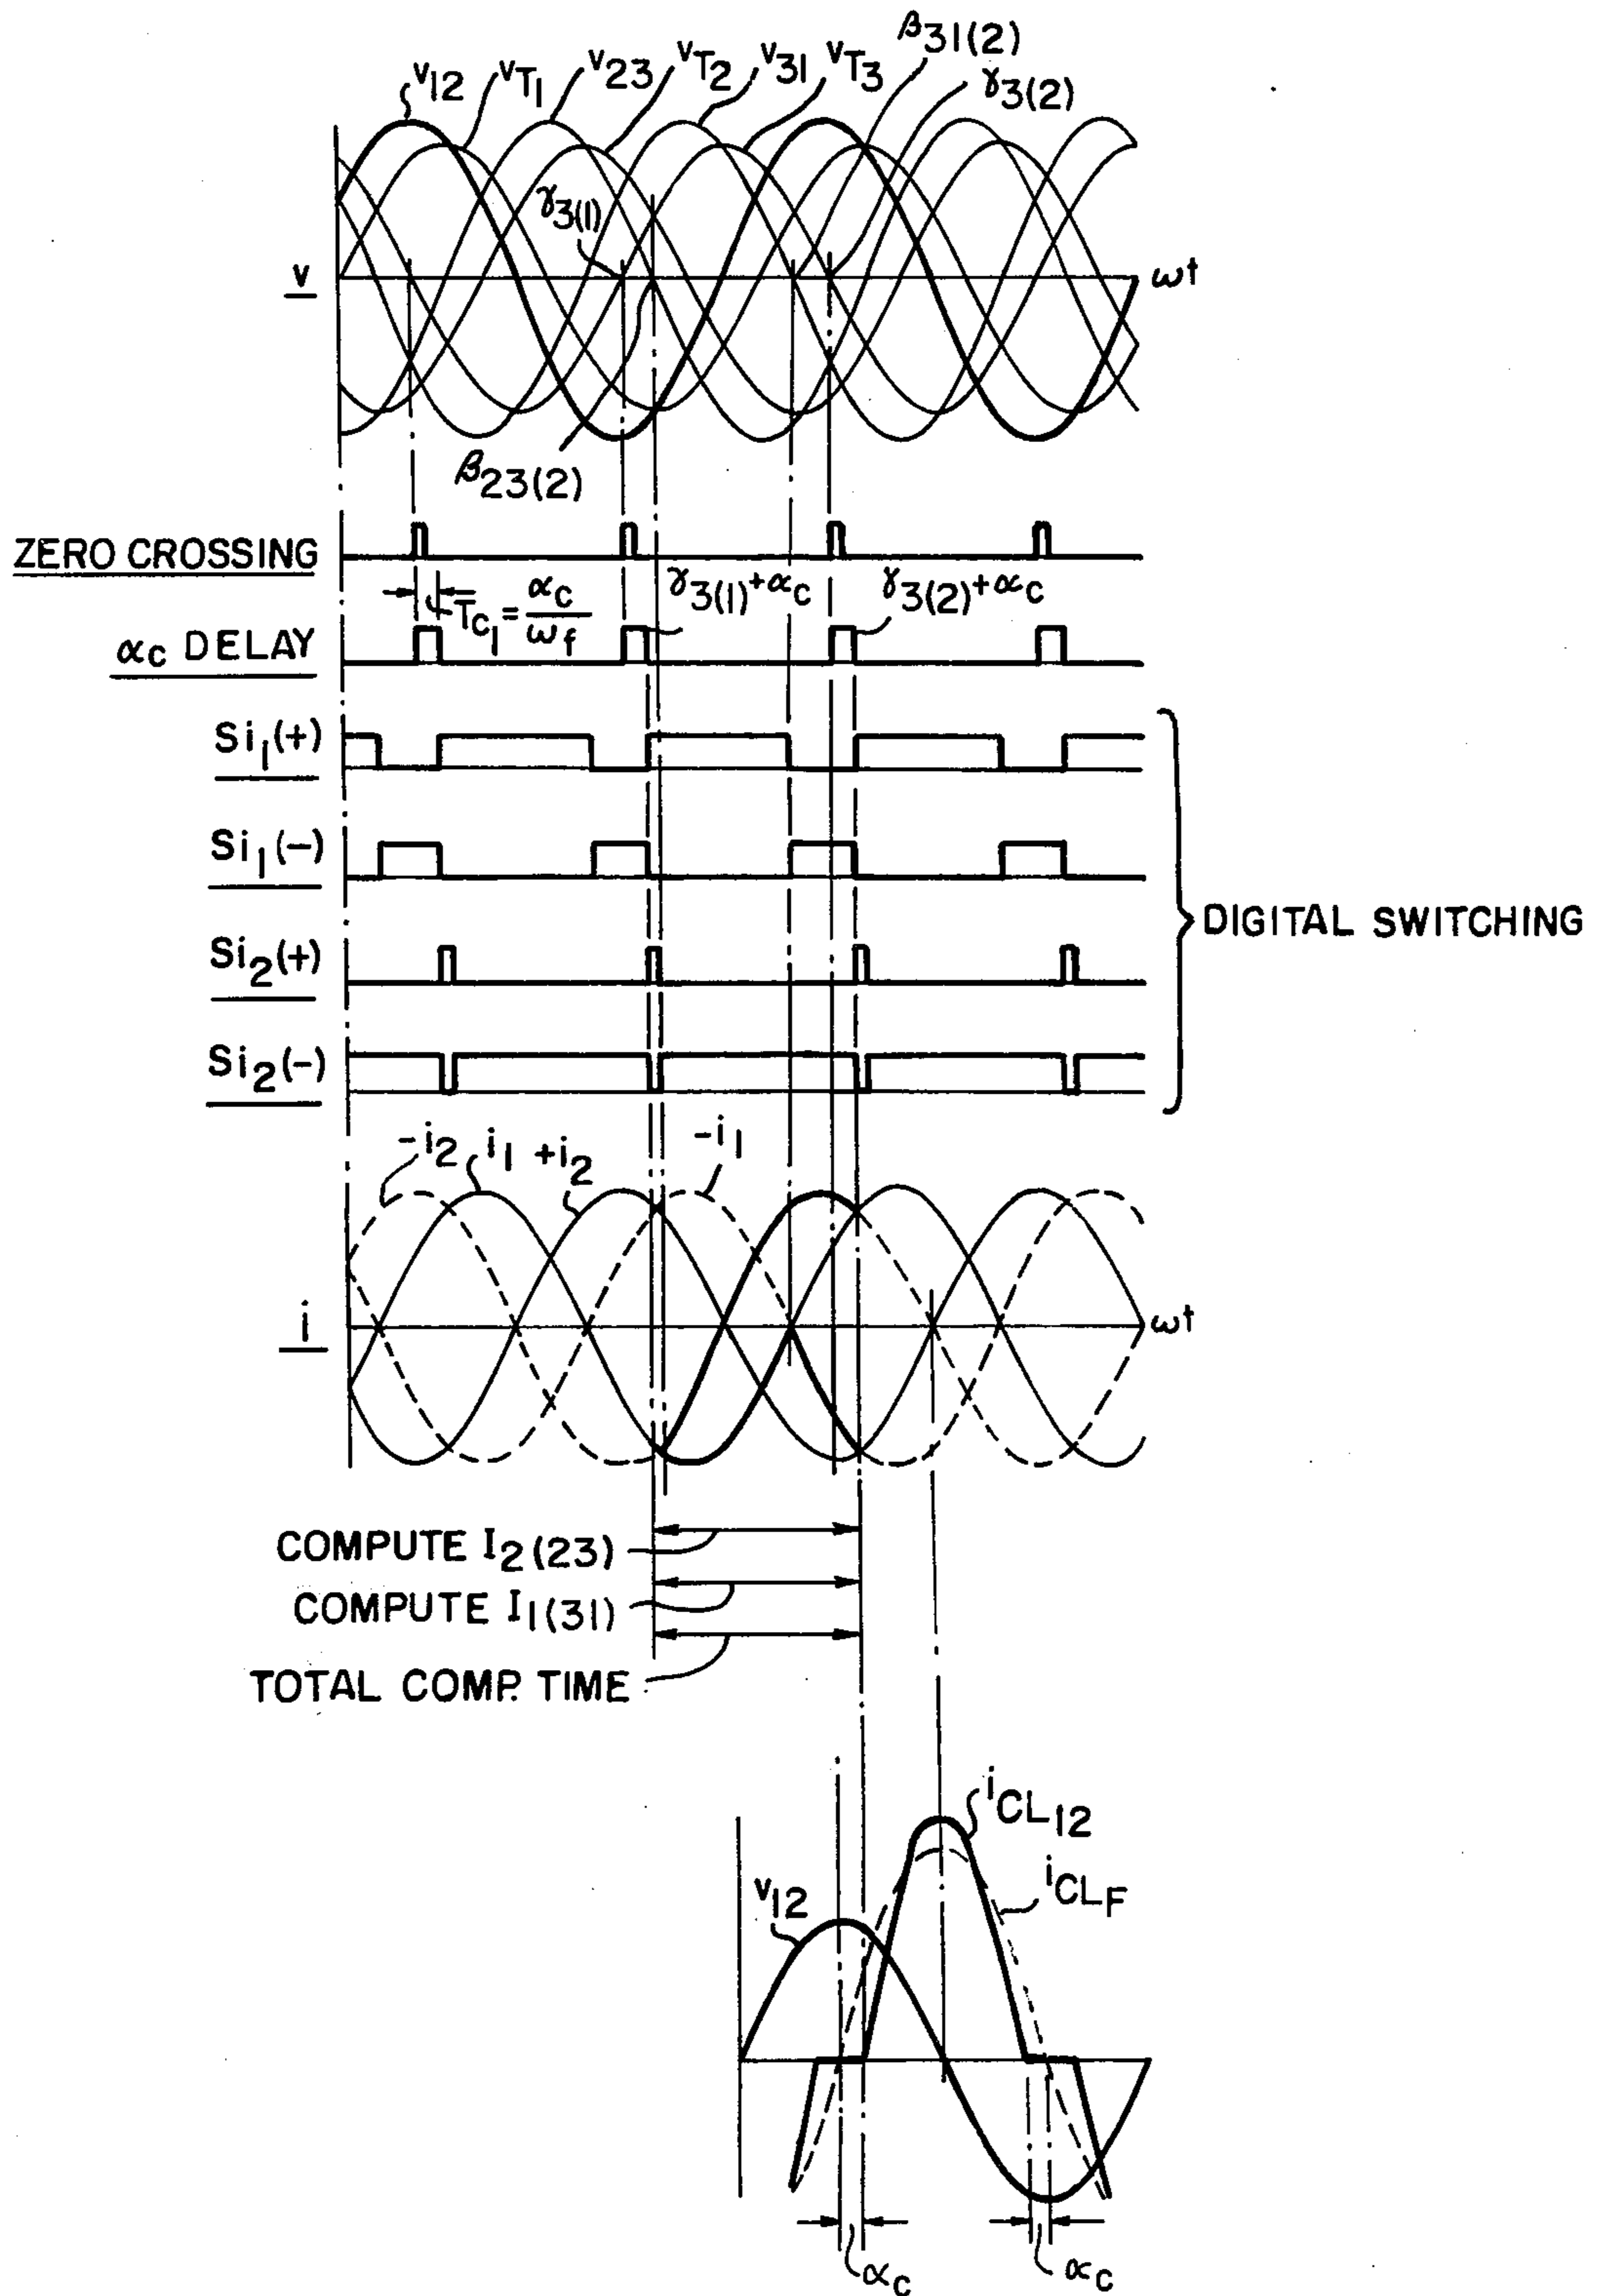 v12 vT1 v23 vT2 v31 vT3 β31(2)
γ3(2)
γ3(1)
v ωt
β23(2)
ZERO CROSSING
TC1 = αc/ωf γ3(1)+αc γ3(2)+αc
αc DELAY
Si1(+)
Si1(−)
DIGITAL SWITCHING
Si2(+)
Si2(−)
-i2 i1 +i2 -i1
i ωt
COMPUTE I2(23)
COMPUTE I1(31)
TOTAL COMP. TIME
iCL12
v12 iCLF
αc αc